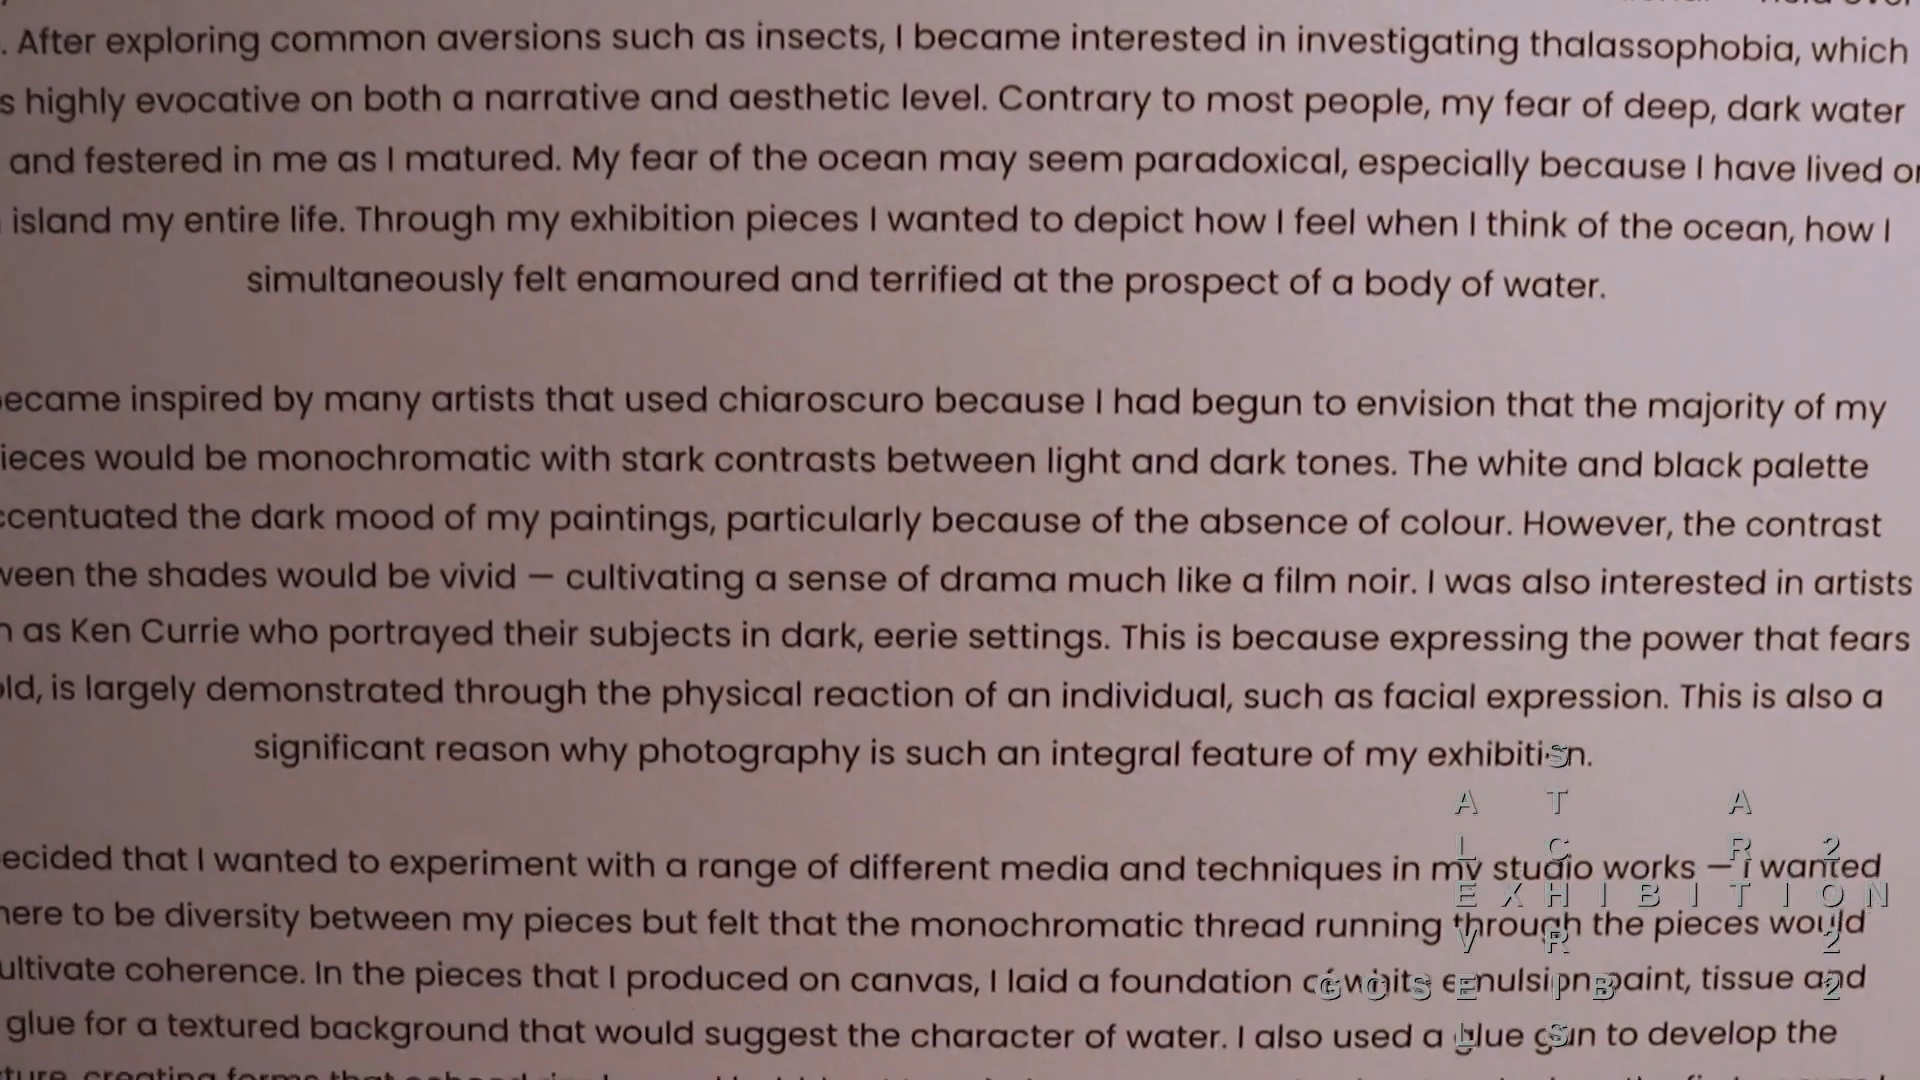 . After exploring common aversions such as insects, I became interested in investigating thalassophobia, which
s highly evocative on both a narrative and aesthetic level. Contrary to most people, my fear of deep, dark water
and festered in me as I matured. My fear of the ocean may seem paradoxical, especially because I have lived on
island my entire life. Through my exhibition pieces I wanted to depict how I feel when I think of the ocean, how I
simultaneously felt enamoured and terrified at the prospect of a body of water.
ecame inspired by many artists that used chiaroscuro because I had begun to envision that the majority of my
ieces would be monochromatic with stark contrasts between light and dark tones. The white and black palette
ccentuated the dark mood of my paintings, particularly because of the absence of colour. However, the contrast
ween the shades would be vivid — cultivating a sense of drama much like a film noir. I was also interested in artists
as Ken Currie who portrayed their subjects in dark, eerie settings. This is because expressing the power that fears
old, is largely demonstrated through the physical reaction of an individual, such as facial expression. This is also a
significant reason why photography is such an integral feature of my exhibition.
ecided that I wanted to experiment with a range of different media and techniques in my studio works — I wanted
here to be diversity between my pieces but felt that the monochromatic thread running through the pieces would
ultivate coherence. In the pieces that I produced on canvas, I laid a foundation of white emulsion paint, tissue and
glue for a textured background that would suggest the character of water. I also used a glue gun to develop the
A LEVEL
ST CHRIS
ART
2022
EXHIBITION
GCSE
IB